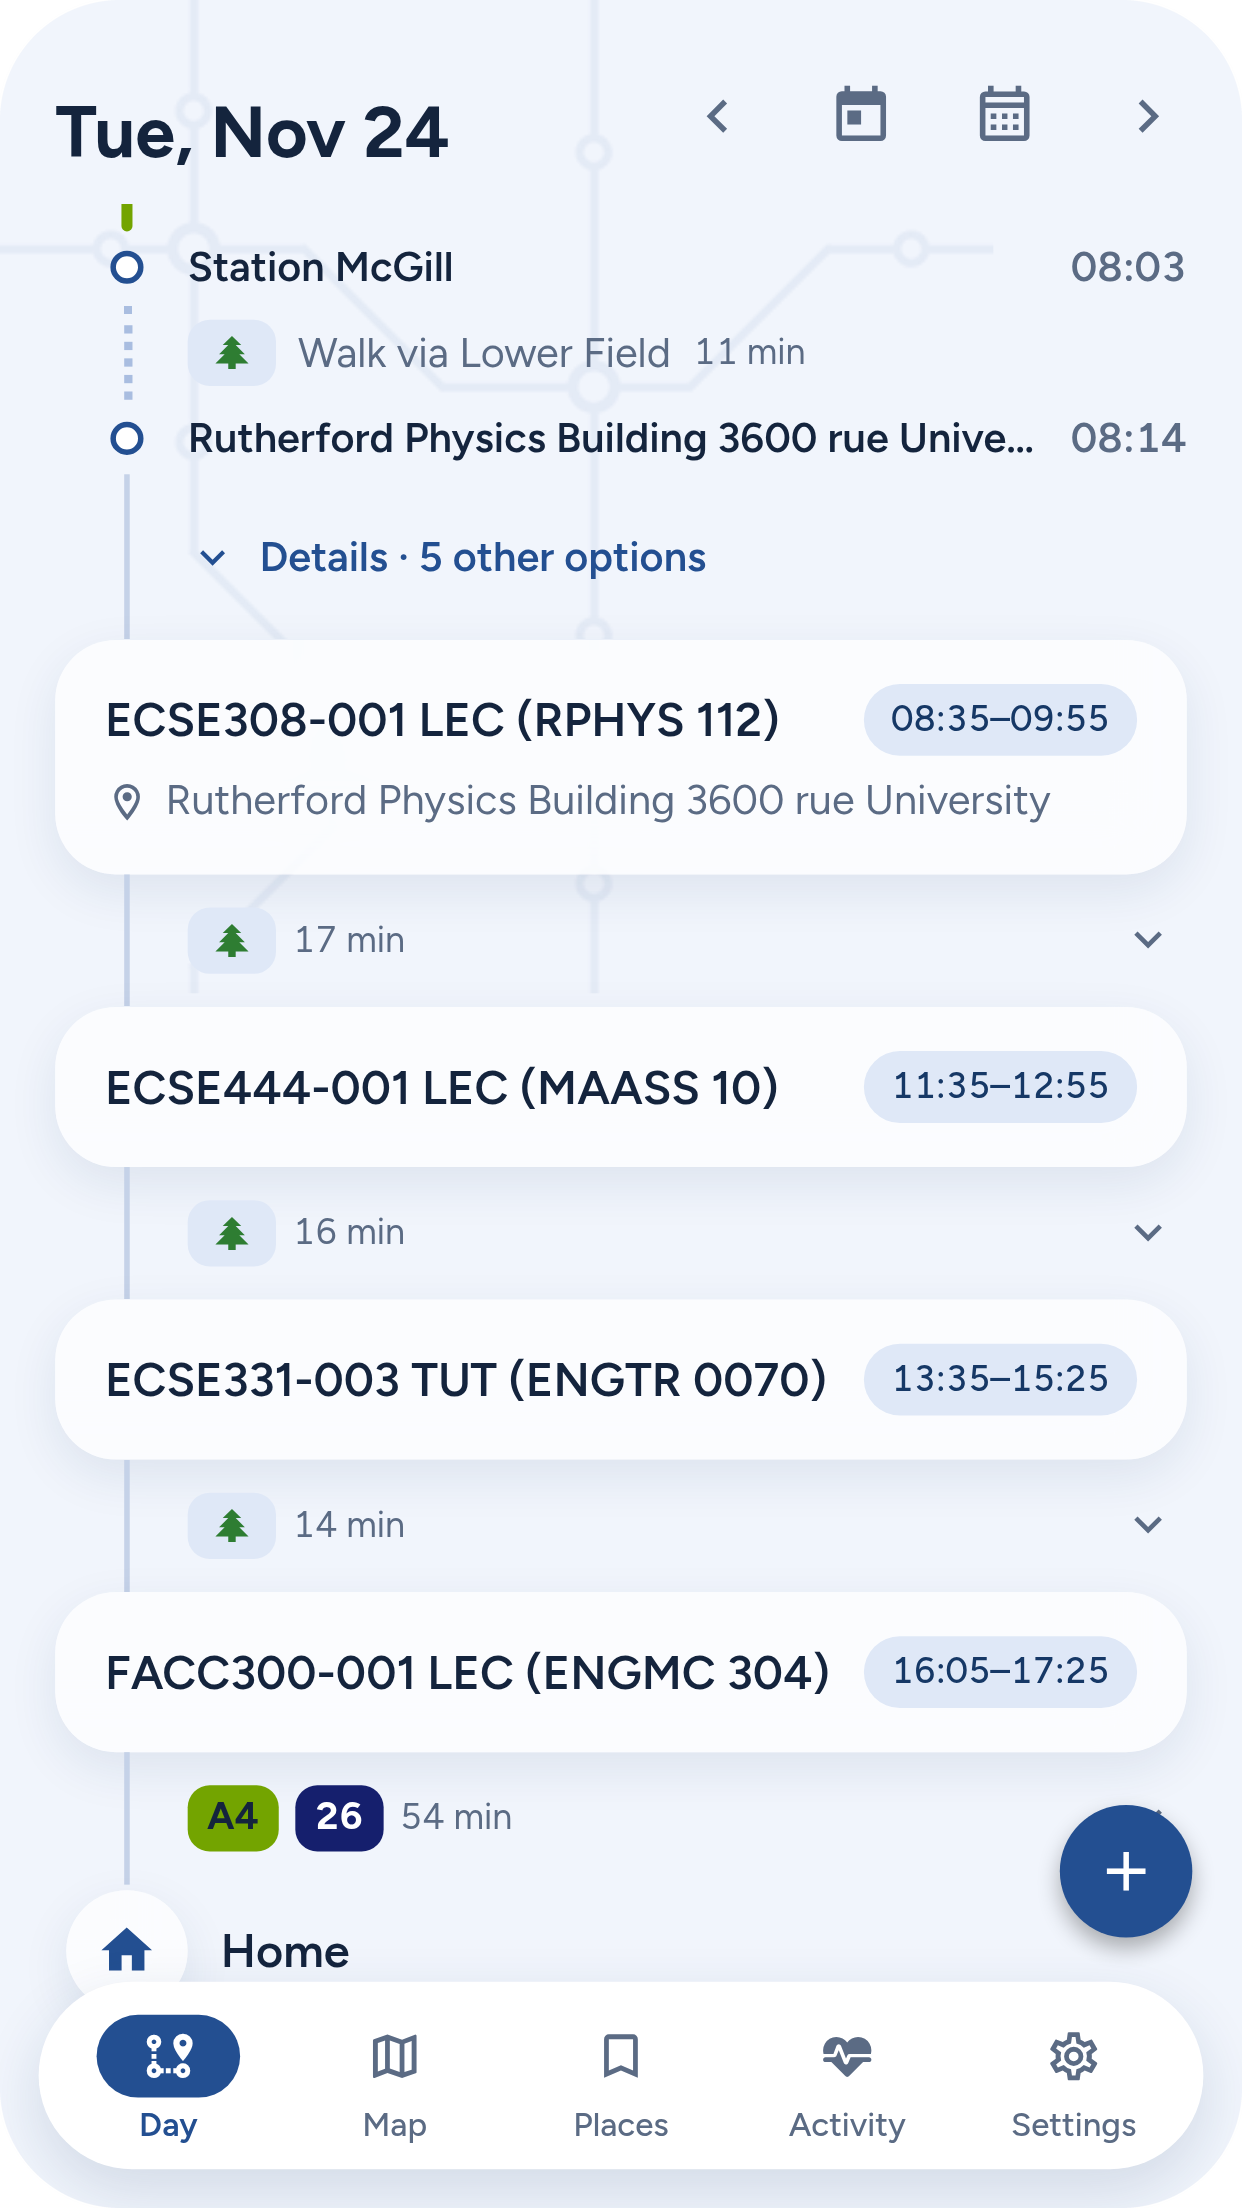 Tue, Nov 24
Station McGill 08:03
Walk via Lower Field 11 min
Rutherford Physics Building 3600 rue Unive... 08:14
Details · 5 other options
ECSE308-001 LEC (RPHYS 112) 08:35–09:55
Rutherford Physics Building 3600 rue University
17 min
ECSE444-001 LEC (MAASS 10) 11:35–12:55
16 min
ECSE331-003 TUT (ENGTR 0070) 13:35–15:25
14 min
FACC300-001 LEC (ENGMC 304) 16:05–17:25
A4 26 54 min
Home
Day Map Places Activity Settings